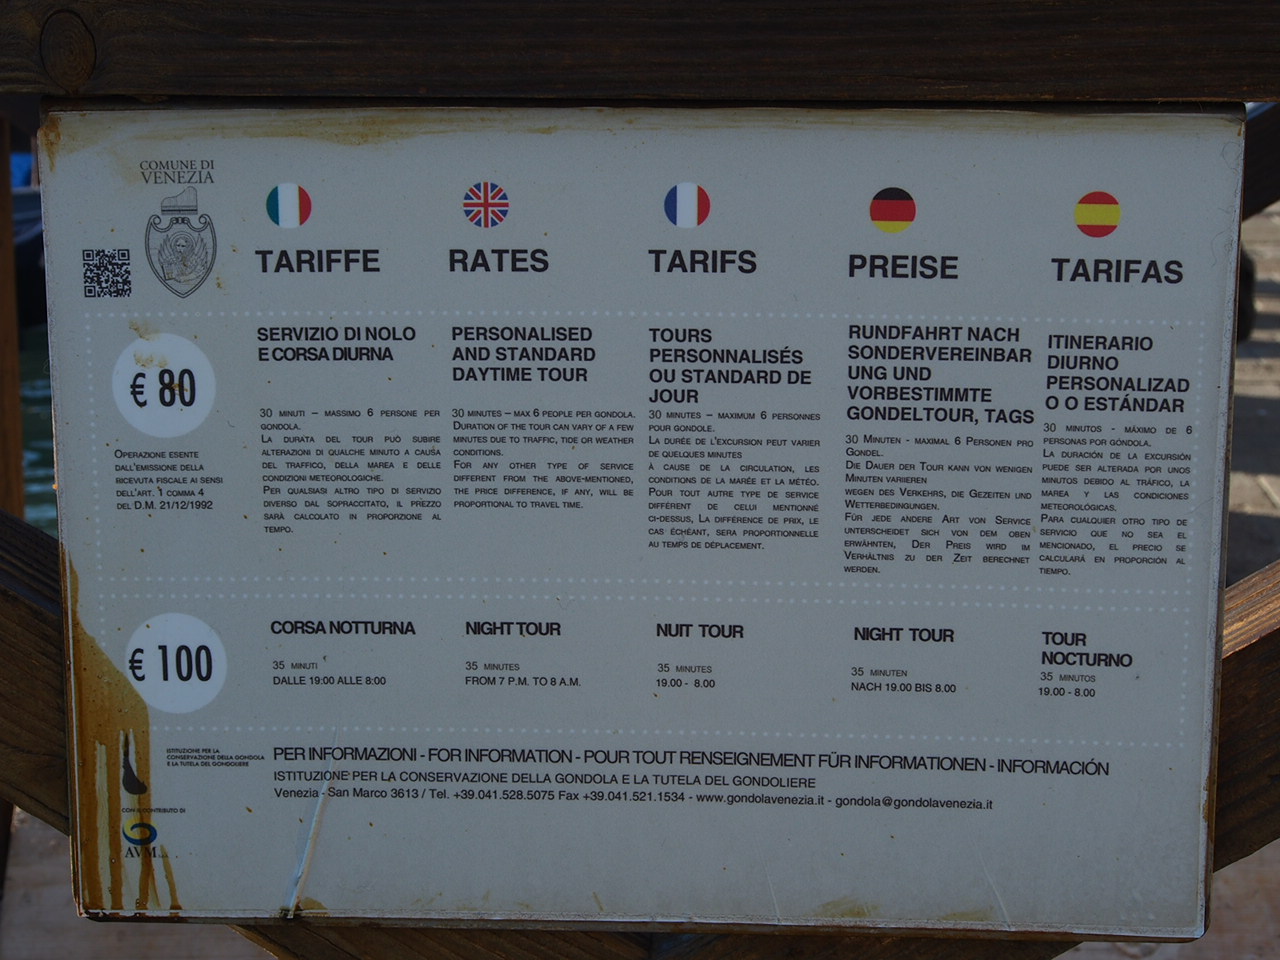 COMUNE DI
VENEZIA
TARIFFE
RATES
TARIFS
PREISE
TARIFAS
€ 80
OPERAZIONE ESENTE
DALL'EMISSIONE DELLA
RICEVUTA FISCALE AI SENSI
DELL'ART. 1 COMMA 4
DEL D.M. 21/12/1992
SERVIZIO DI NOLO
E CORSA DIURNA
30 MINUTI – MASSIMO 6 PERSONE PER
GONDOLA.
LA DURATA DEL TOUR PUÒ SUBIRE
ALTERAZIONI DI QUALCHE MINUTO A CAUSA
DEL TRAFFICO, DELLA MAREA E DELLE
CONDIZIONI METEOROLOGICHE.
PER QUALSIASI ALTRO TIPO DI SERVIZIO
DIVERSO DAL SOPRACCITATO, IL PREZZO
SARÀ CALCOLATO IN PROPORZIONE AL
TEMPO.
PERSONALISED
AND STANDARD
DAYTIME TOUR
30 MINUTES – MAX 6 PEOPLE PER GONDOLA.
DURATION OF THE TOUR CAN VARY OF A FEW
MINUTES DUE TO TRAFFIC, TIDE OR WEATHER
CONDITIONS.
FOR ANY OTHER TYPE OF SERVICE
DIFFERENT FROM THE ABOVE-MENTIONED,
THE PRICE DIFFERENCE, IF ANY, WILL BE
PROPORTIONAL TO TRAVEL TIME.
TOURS
PERSONNALISÉS
OU STANDARD DE
JOUR
30 MINUTES – MAXIMUM 6 PERSONNES
POUR GONDOLE.
LA DURÉE DE L'EXCURSION PEUT VARIER
DE QUELQUES MINUTES
À CAUSE DE LA CIRCULATION, LES
CONDITIONS DE LA MARÉE ET LA MÉTÉO.
POUR TOUT AUTRE TYPE DE SERVICE
DIFFÉRENT DE CELUI MENTIONNÉ
CI-DESSUS, LA DIFFÉRENCE DE PRIX, LE
CAS ÉCHÉANT, SERA PROPORTIONNELLE
AU TEMPS DE DÉPLACEMENT.
RUNDFAHRT NACH
SONDERVEREINBAR
UNG UND
VORBESTIMMTE
GONDELTOUR, TAGS
30 MINUTEN - MAXIMAL 6 PERSONEN PRO
GONDEL.
DIE DAUER DER TOUR KANN VON WENIGEN
MINUTEN VARIIEREN
WEGEN DES VERKEHRS, DIE GEZEITEN UND
WETTERBEDINGUNGEN.
FÜR JEDE ANDERE ART VON SERVICE
UNTERSCHEIDET SICH VON DEM OBEN
ERWÄHNTEN, DER PREIS WIRD IM
VERHÄLTNIS ZU DER ZEIT BERECHNET
WERDEN.
ITINERARIO
DIURNO
PERSONALIZAD
O O ESTÁNDAR
30 MINUTOS - MÁXIMO DE 6
PERSONAS POR GÓNDOLA.
LA DURACIÓN DE LA EXCURSIÓN
PUEDE SER ALTERADA POR UNOS
MINUTOS DEBIDO AL TRÁFICO, LA
MAREA Y LAS CONDICIONES
METEOROLÓGICAS.
PARA CUALQUIER OTRO TIPO DE
SERVICIO QUE NO SEA EL
MENCIONADO, EL PRECIO SE
CALCULARÁ EN PROPORCIÓN AL
TIEMPO.
€ 100
CORSA NOTTURNA
35 MINUTI
DALLE 19:00 ALLE 8:00
NIGHT TOUR
35 MINUTES
FROM 7 P.M. TO 8 A.M.
NUIT TOUR
35 MINUTES
19.00 - 8.00
NIGHT TOUR
35 MINUTEN
NACH 19.00 BIS 8.00
TOUR
NOCTURNO
35 MINUTOS
19.00 - 8.00
ISTITUZIONE PER LA
CONSERVAZIONE DELLA GONDOLA
E LA TUTELA DEL GONDOLIERE
CON IL CONTRIBUTO DI
AVM
PER INFORMAZIONI - FOR INFORMATION - POUR TOUT RENSEIGNEMENT FÜR INFORMATIONEN - INFORMACIÓN
ISTITUZIONE PER LA CONSERVAZIONE DELLA GONDOLA E LA TUTELA DEL GONDOLIERE
Venezia - San Marco 3613 / Tel. +39.041.528.5075 Fax +39.041.521.1534 - www.gondolavenezia.it - gondola@gondolavenezia.it